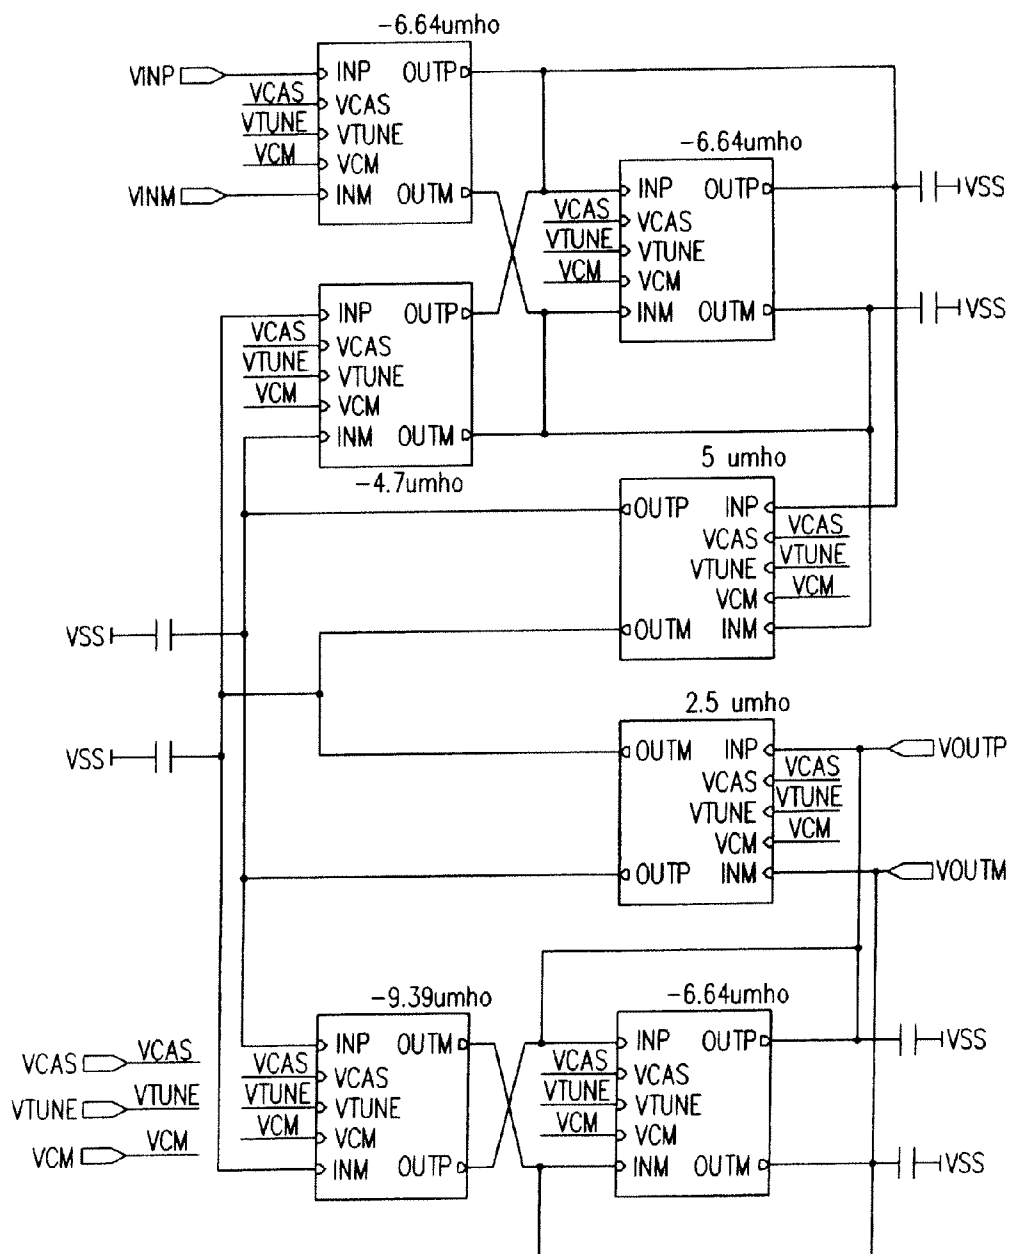 -6.64umho
VINP
INP OUTP
VCAS
VCAS
VTUNE
VTUNE
VCM
VCM
VINM
INM OUTM
-6.64umho
INP OUTP
VSS
VCAS
VCAS
VTUNE
VTUNE
VCM
VCM
INM OUTM
VSS
INP OUTP
VCAS
VCAS
VTUNE
VTUNE
VCM
VCM
INM OUTM
-4.7umho
5 umho
OUTP INP
VCAS
VCAS
VTUNE
VTUNE
VCM
VCM
OUTM INM
VSS
VSS
2.5 umho
OUTM INP
VOUTP
VCAS
VCAS
VTUNE
VTUNE
VCM
VCM
OUTP INM
VOUTM
-9.39umho
INP OUTM
VCAS
VCAS
VTUNE
VTUNE
VCM
VCM
INM OUTP
-6.64umho
INP OUTP
VSS
VCAS
VCAS
VTUNE
VTUNE
VCM
VCM
INM OUTM
VSS
VCAS
VCAS
VTUNE
VTUNE
VCM
VCM